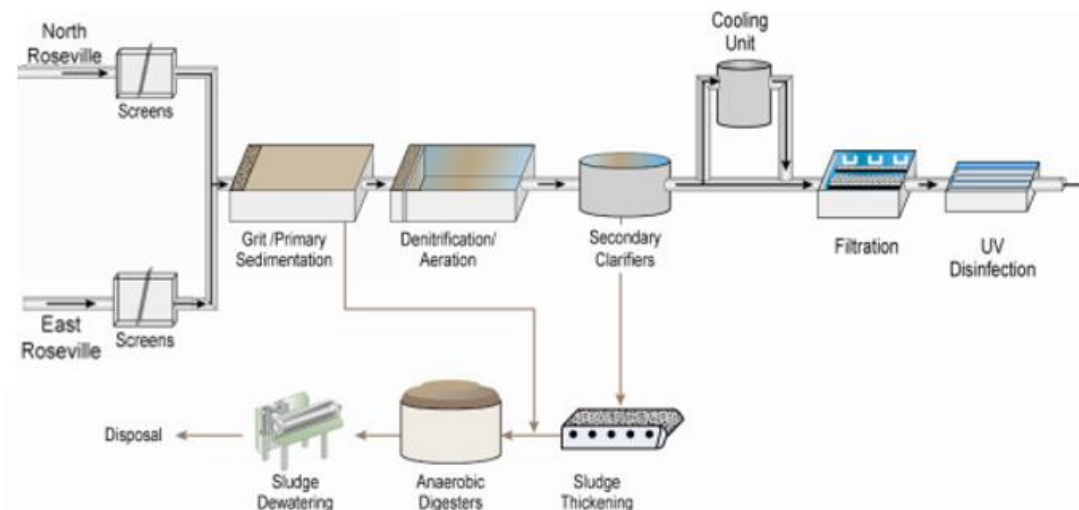 North
Roseville
Screens
Cooling
Unit
Grit /Primary
Sedimentation
Denitrification/
Aeration
Secondary
Clarifiers
Filtration
UV
Disinfection
East
Roseville
Screens
Disposal
Sludge
Dewatering
Anaerobic
Digesters
Sludge
Thickening